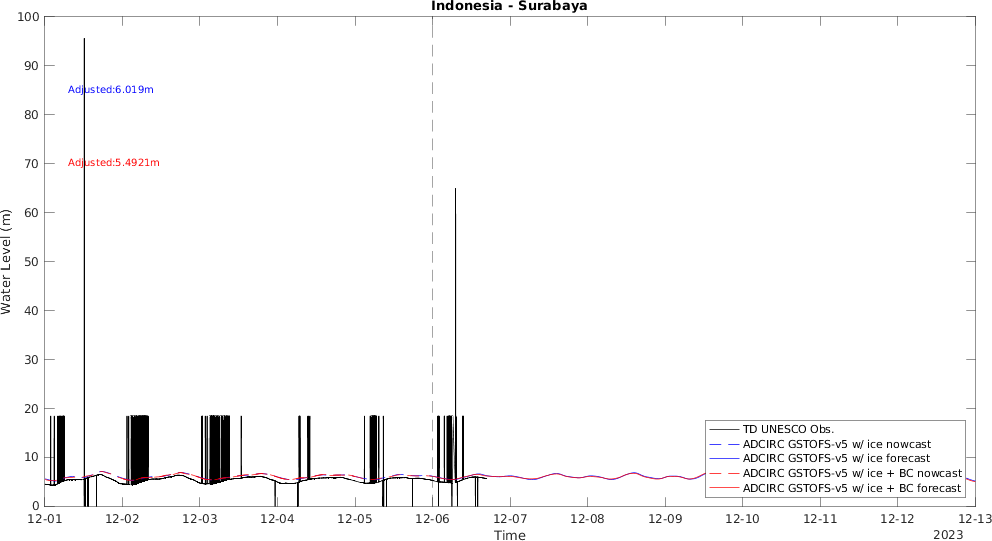 Indonesia - Surabaya
100
90
80
70
60
50
40
30
20
10
0
Water Level (m)
Adjusted:6.019m
Adjusted:5.4921m
TD UNESCO Obs.
ADCIRC GSTOFS-v5 w/ ice nowcast
ADCIRC GSTOFS-v5 w/ ice forecast
ADCIRC GSTOFS-v5 w/ ice + BC nowcast
ADCIRC GSTOFS-v5 w/ ice + BC forecast
12-01 12-02 12-03 12-04 12-05 12-06 12-07 12-08 12-09 12-10 12-11 12-12 12-13
Time
2023